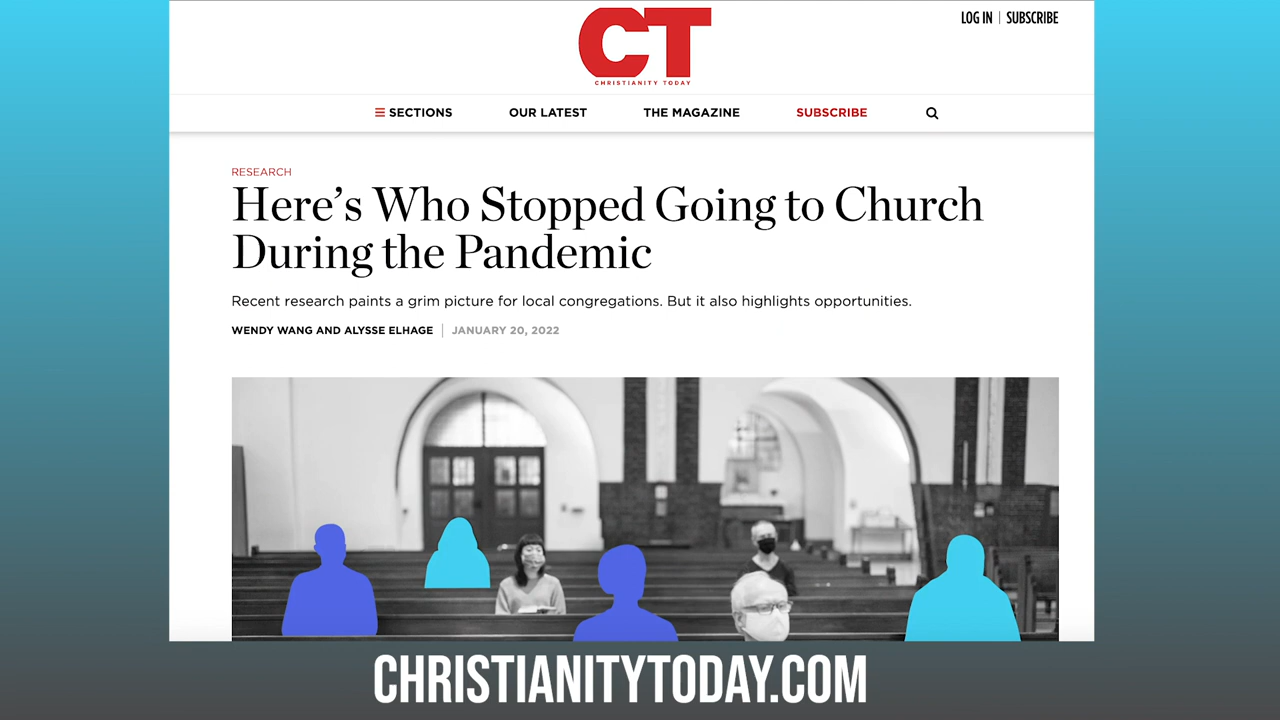 CT
CHRISTIANITY TODAY
LOG IN | SUBSCRIBE
SECTIONS OUR LATEST THE MAGAZINE SUBSCRIBE
RESEARCH
Here’s Who Stopped Going to Church
During the Pandemic
Recent research paints a grim picture for local congregations. But it also highlights opportunities.
WENDY WANG AND ALYSSE ELHAGE | JANUARY 20, 2022
CHRISTIANITYTODAY.COM